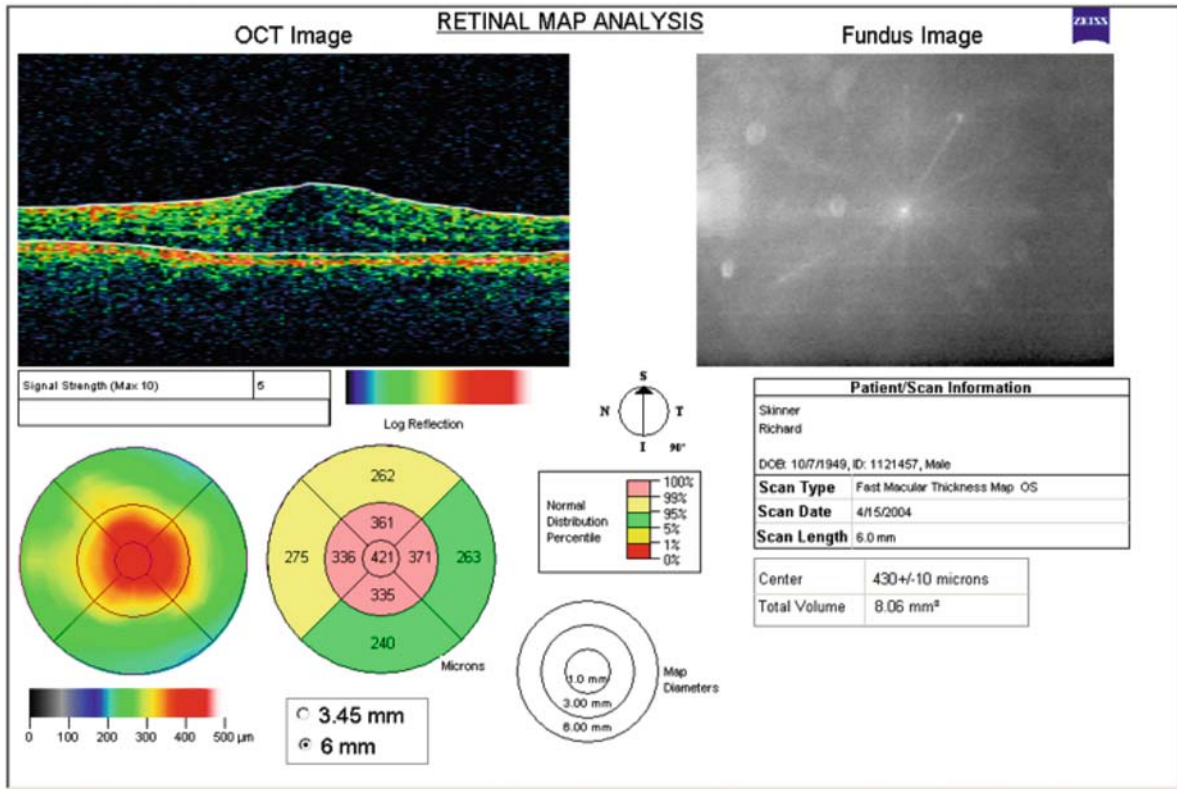 RETINAL MAP ANALYSIS
ZEISS
OCT Image
Fundus Image
Signal Strength (Max 10) 5
Log Reflection
S
N T
I 90°
Patient/Scan Information
Skinner
Richard
DOB: 10/7/1949, ID: 1121457, Male
Scan Type Fast Macular Thickness Map OS
Scan Date 4/15/2004
Scan Length 6.0 mm
Center 430+/-10 microns
Total Volume 8.06 mm³
262
361
275 336 421 371 263
335
240
Microns
Normal
Distribution
Percentile
100%
99%
95%
5%
1%
0%
0 100 200 300 400 500 µm
3.45 mm
6 mm
1.0 mm
3.00 mm
6.00 mm
Map
Diameters